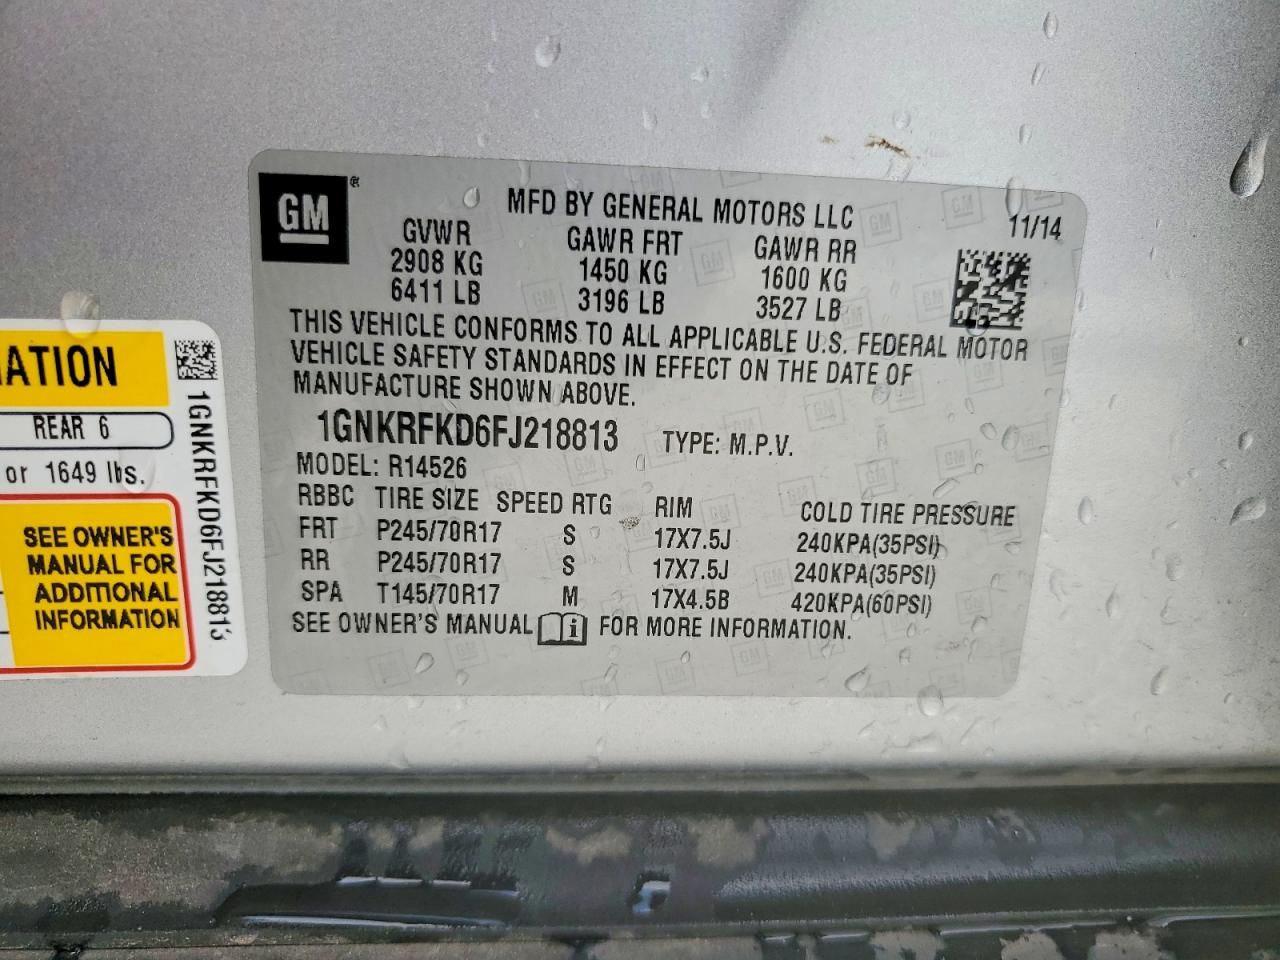 GM®
MFD BY GENERAL MOTORS LLC
11/14
GVWR GAWR FRT GAWR RR
2908 KG 1450 KG 1600 KG
6411 LB 3196 LB 3527 LB
THIS VEHICLE CONFORMS TO ALL APPLICABLE U.S. FEDERAL MOTOR
VEHICLE SAFETY STANDARDS IN EFFECT ON THE DATE OF
MANUFACTURE SHOWN ABOVE.
1GNKRFKD6FJ218813 TYPE: M.P.V.
MODEL: R14526
RBBC TIRE SIZE SPEED RTG RIM COLD TIRE PRESSURE
FRT P245/70R17 S 17X7.5J 240KPA(35PSI)
RR P245/70R17 S 17X7.5J 240KPA(35PSI)
SPA T145/70R17 M 17X4.5B 420KPA(60PSI)
SEE OWNER'S MANUAL i FOR MORE INFORMATION.
MATION
REAR 6
or 1649 lbs.
SEE OWNER'S
MANUAL FOR
ADDITIONAL
INFORMATION
1GNKRFKD6FJ218813